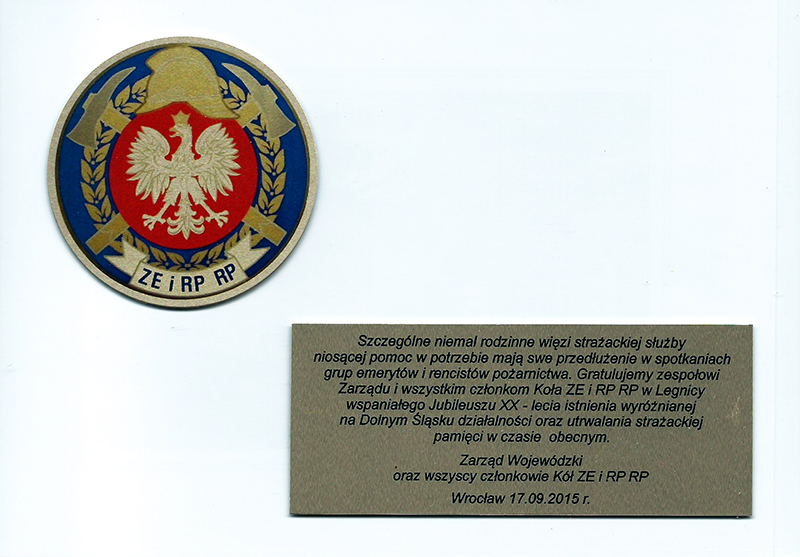 ZE i RP RP
Szczególne niemal rodzinne więzi strażackiej służby
niosącej pomoc w potrzebie mają swe przedłużenie w spotkaniach
grup emerytów i rencistów pożarnictwa. Gratulujemy zespołowi
Zarządu i wszystkim członkom Koła ZE i RP RP w Legnicy
wspaniałego Jubileuszu XX - lecia istnienia wyróżnianej
na Dolnym Śląsku działalności oraz utrwalania strażackiej
pamięci w czasie obecnym.
Zarząd Wojewódzki
oraz wszyscy członkowie Kół ZE i RP RP
Wrocław 17.09.2015 r.